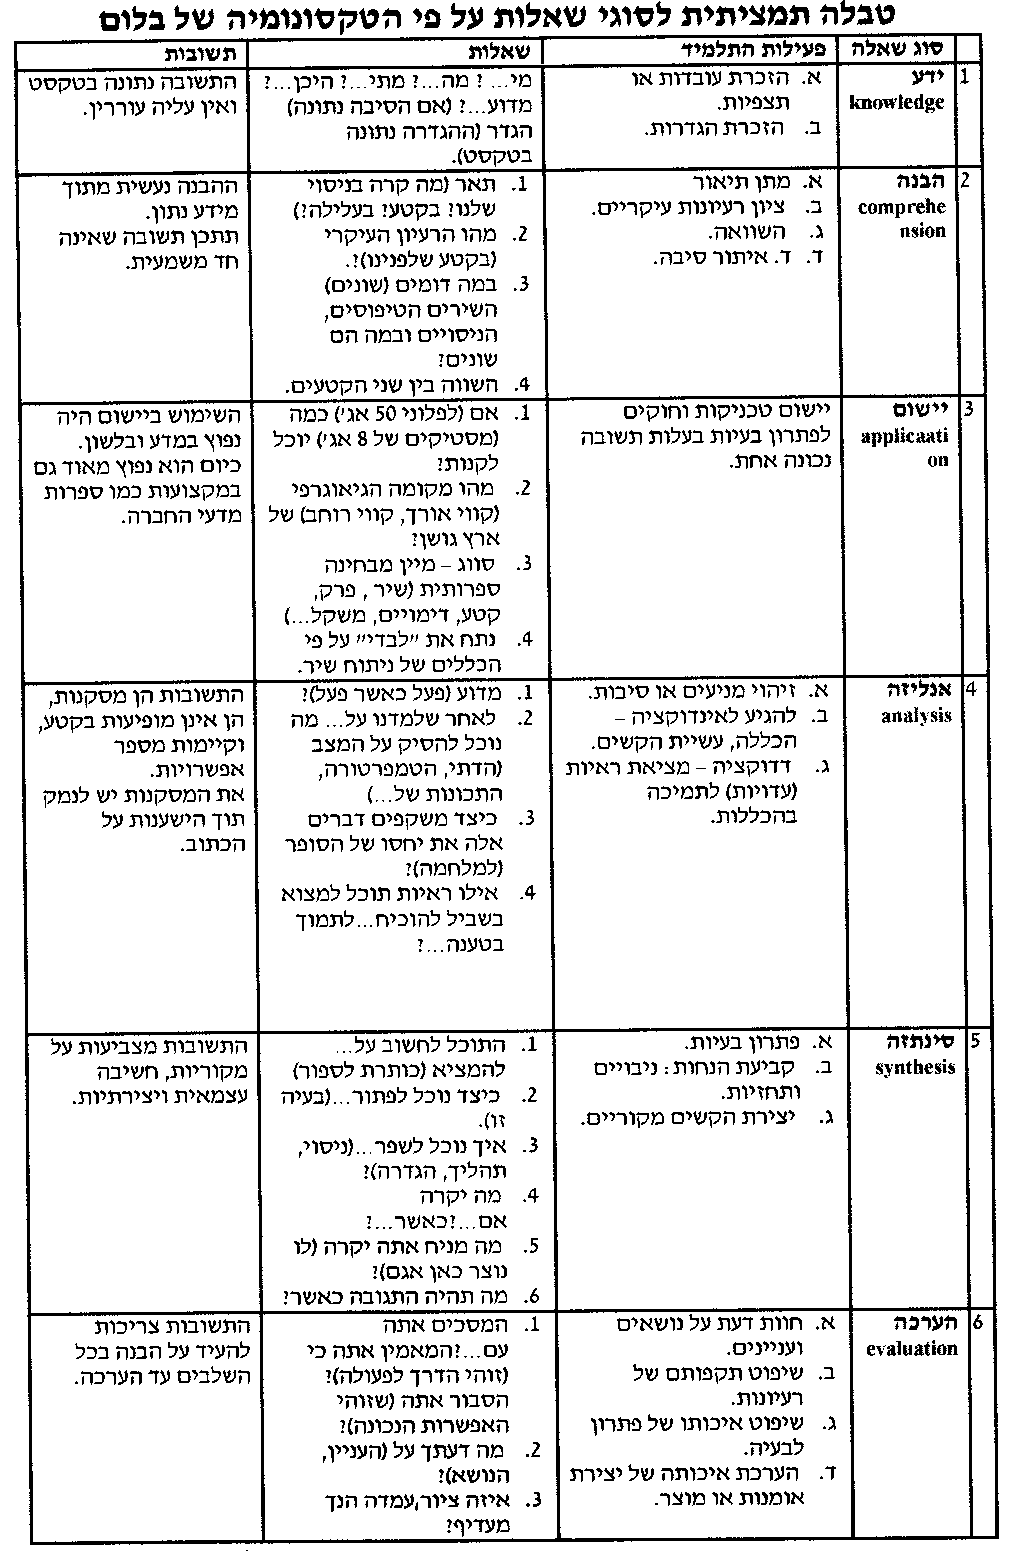 טבלה תמציתית לסוגי שאלות על פי הטקסונומיה של בלום
סוג שאלה
פעילות התלמיד
שאלות
תשובות
1
ידע
knowledge
א. הזכרת עובדות או
תצפיות.
ב. הזכרת הגדרות.
מי... ? מה...? מתי...? היכן...?
מדוע...? (אם הסיבה נתונה)
הגדר (ההגדרה נתונה
בטקסט).
התשובה נתונה בטקסט
ואין עליה עוררין.
2
הבנה
comprehe
nsion
א. מתן תיאור
ב. ציון רעיונות עיקריים.
ג. השוואה.
ד. ד. איתור סיבה.
1. תאר (מה קרה בניסוי
שלנו? בקטע? בעלילה?)
2. מהו הרעיון העיקרי
(בקטע שלפנינו)?.
3. במה דומים (שונים)
השירים הטיפוסים,
הניסויים ובמה הם
שונים?
4. השווה בין שני הקטעים.
ההבנה נעשית מתוך
מידע נתון.
תתכן תשובה שאינה
חד משמעית.
3
יישום
applicaati
on
יישום טכניקות וחוקים
לפתרון בעיות בעלות תשובה
נכונה אחת.
1. אם (לפלוני 50 אג') כמה
(מסטיקים של 8 אג') יוכל
לקנות?
2. מהו מקומה הגיאוגרפי
(קווי אורך, קווי רוחב) של
ארץ גושן?
3. סווג – מיין מבחינה
ספרותית (שיר , פרק,
קטע, דימויים, משקל...)
4. נתח את "לבדי" על פי
הכללים של ניתוח שיר.
השימוש ביישום היה
נפוץ במדע ובלשון.
כיום הוא נפוץ מאוד גם
במקצועות כמו ספרות
מדעי החברה.
4
אנליזה
analysis
א. זיהוי מניעים או סיבות.
ב. להגיע לאינדוקציה –
הכללה, עשיית הקשים.
ג. דדוקציה – מציאת ראיות
(עדויות) לתמיכה
בהכללות.
1. מדוע (פעל כאשר פעל)?
2. לאחר שלמדנו על... מה
נוכל להסיק על המצב
(הדתי, הטמפרטורה,
התכונות של...)
3. כיצד משקפים דברים
אלה את יחסו של הסופר
(למלחמה)?
4. אילו ראיות תוכל למצוא
בשביל להוכיח...לתמוך
בטענה...?
התשובות הן מסקנות,
הן אינן מופיעות בקטע,
וקיימות מספר
אפשרויות.
את המסקנות יש לנמק
תוך הישענות על
הכתוב.
5
סינתזה
synthesis
א. פתרון בעיות.
ב. קביעת הנחות: ניבויים
ותחזיות.
ג. יצירת הקשים מקוריים.
1. התוכל לחשוב על...
להמציא (כותרת לספור)
2. כיצד נוכל לפתור...(בעיה
זו).
3. איך נוכל לשפר...(ניסוי,
תהליך, הגדרה)?
4. מה יקרה
אם...?כאשר...?
5. מה מניח אתה יקרה (לו
נוצר כאן אגם)?
6. מה תהיה התגובה כאשר?
התשובות מצביעות על
מקוריות, חשיבה
עצמאית ויצירתיות.
6
הערכה
evaluation
א. חוות דעת על נושאים
ועניינים.
ב. שיפוט תקפותם של
רעיונות.
ג. שיפוט איכותו של פתרון
לבעיה.
ד. הערכת איכותה של יצירת
אומנות או מוצר.
1. המסכים אתה
עם...?המאמין אתה כי
(זוהי הדרך לפעולה)?
הסבור אתה (שזוהי
האפשרות הנכונה)?
2. מה דעתך על (העניין,
הנושא)?
3. איזה ציור,עמדה הנך
מעדיף?
התשובות צריכות
להעיד על הבנה בכל
השלבים עד הערכה.